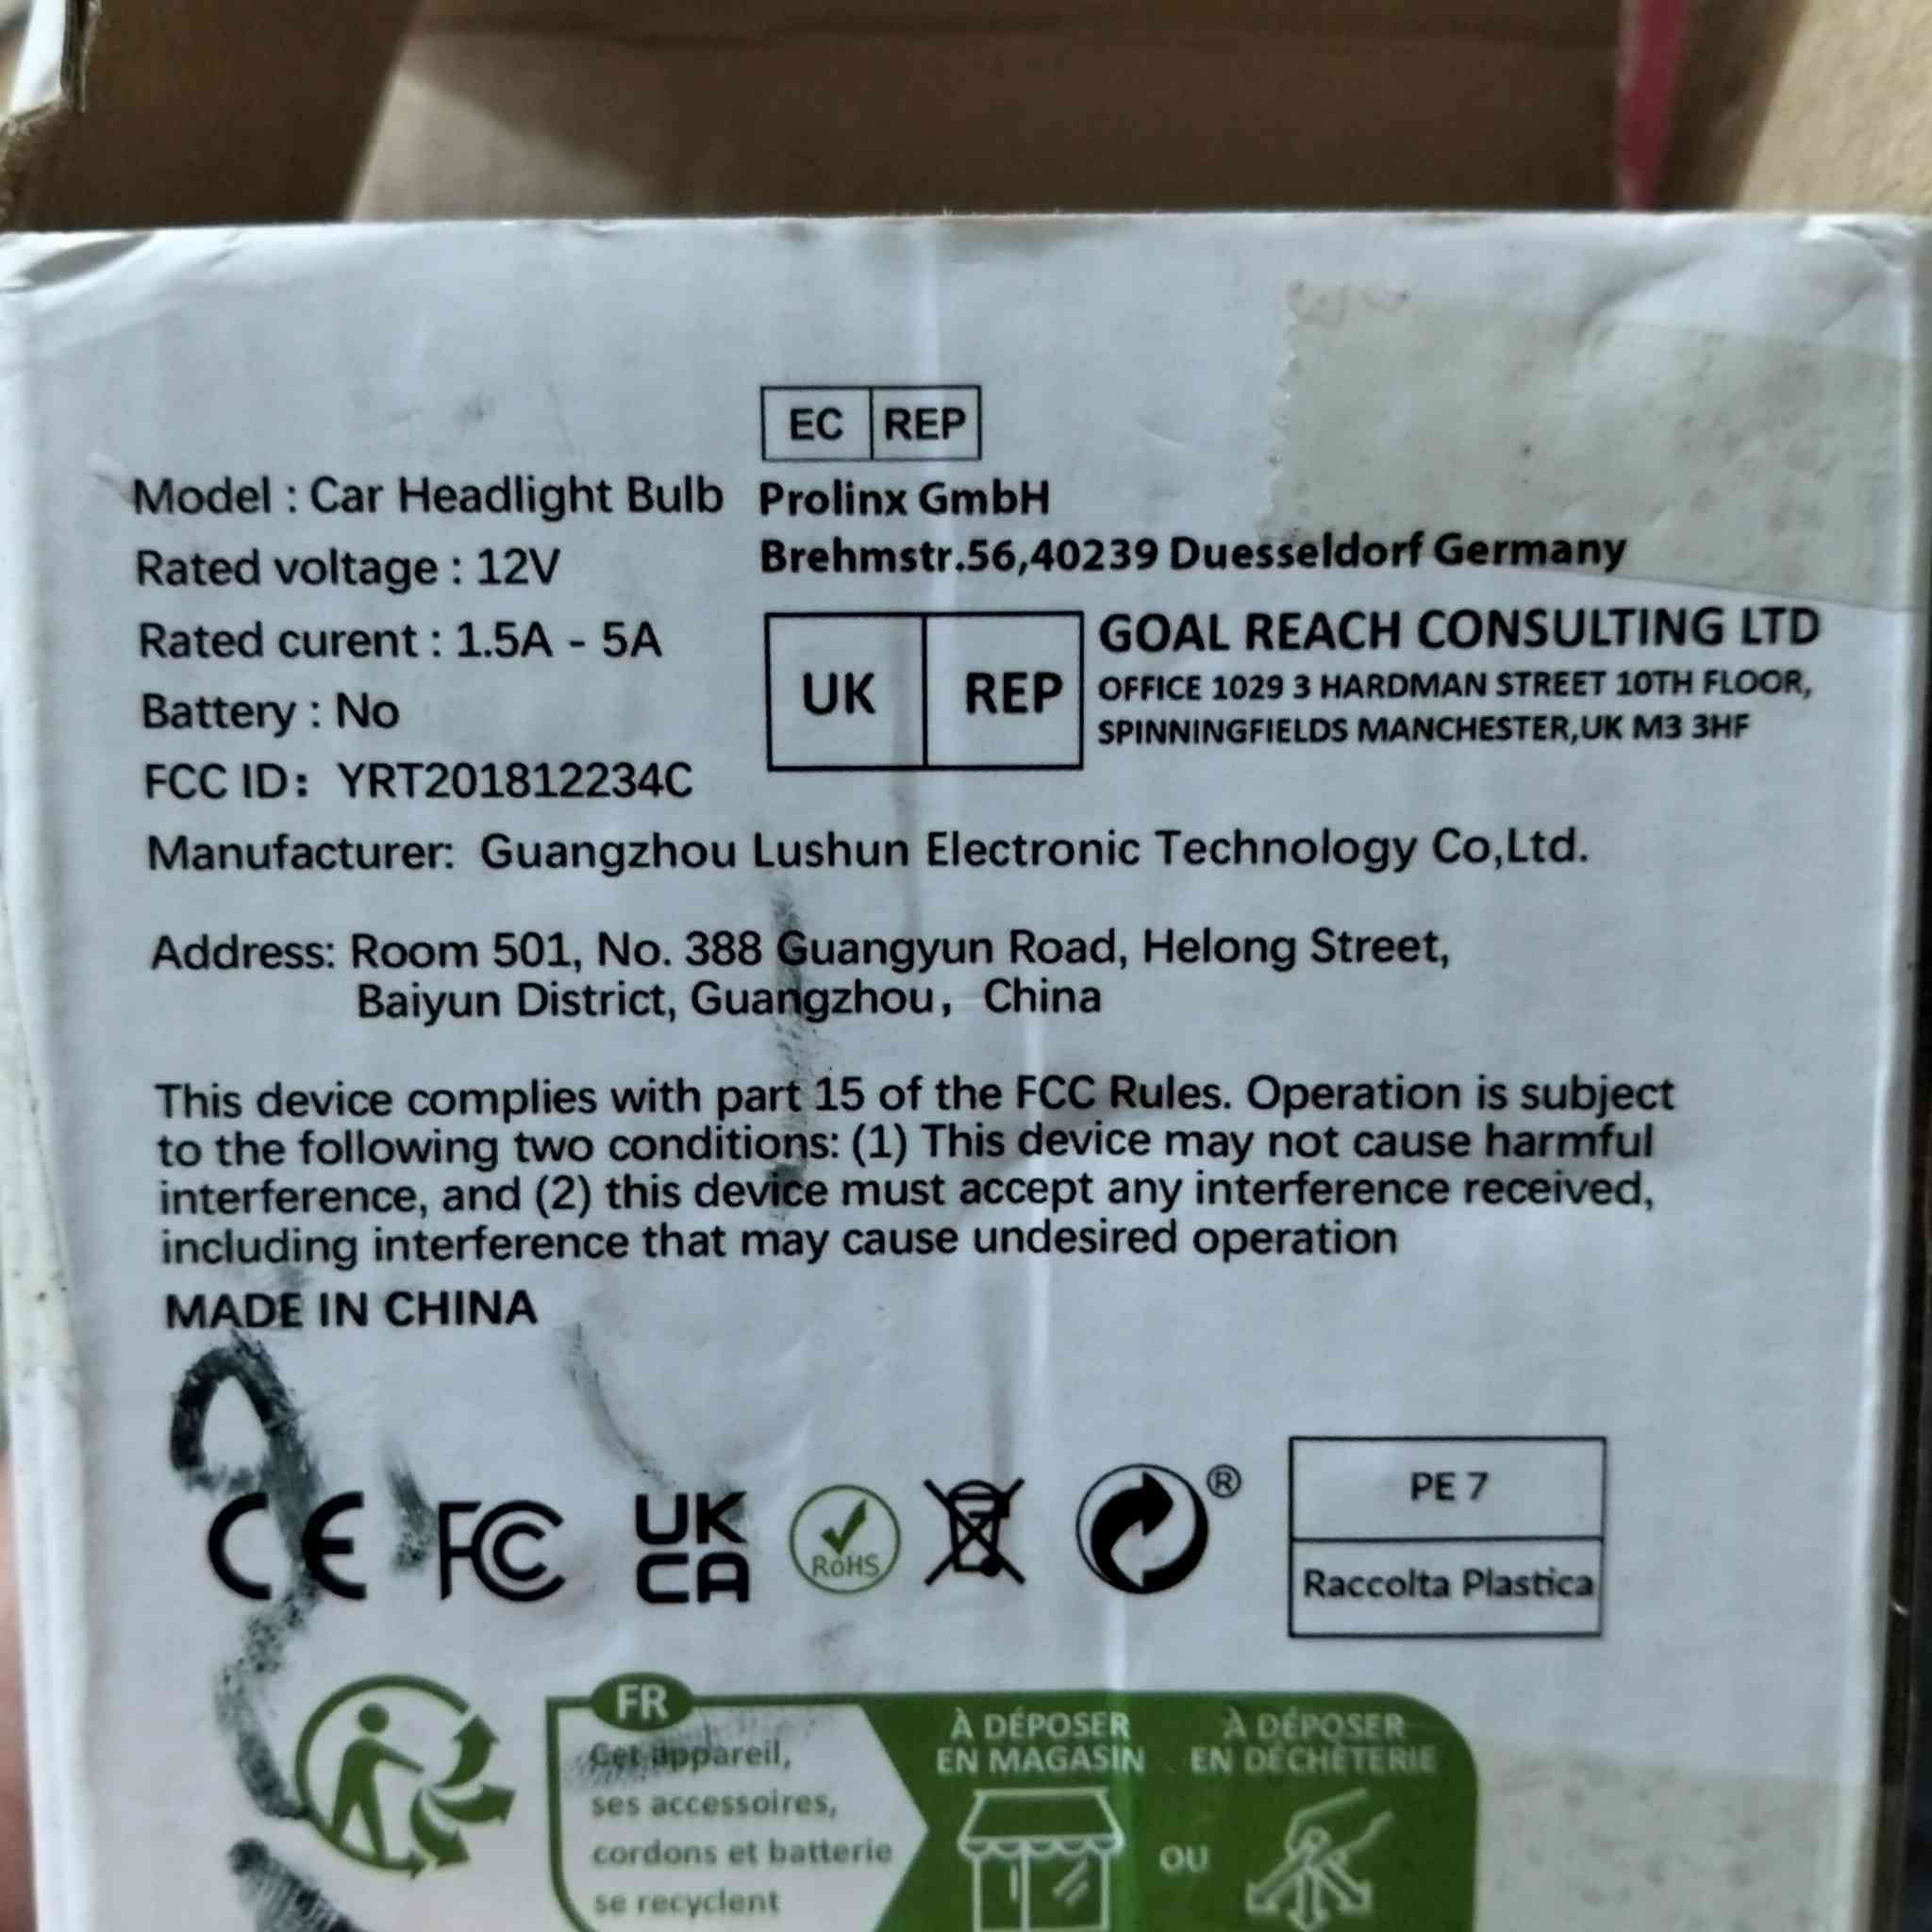 EC REP
Model : Car Headlight Bulb
Prolinx GmbH
Rated voltage : 12V
Brehmstr.56,40239 Duesseldorf Germany
Rated curent : 1.5A - 5A
UK REP
GOAL REACH CONSULTING LTD
OFFICE 1029 3 HARDMAN STREET 10TH FLOOR,
SPINNINGFIELDS MANCHESTER,UK M3 3HF
Battery : No
FCC ID: YRT201812234C
Manufacturer: Guangzhou Lushun Electronic Technology Co,Ltd.
Address: Room 501, No. 388 Guangyun Road, Helong Street,
Baiyun District, Guangzhou, China
This device complies with part 15 of the FCC Rules. Operation is subject
to the following two conditions: (1) This device may not cause harmful
interference, and (2) this device must accept any interference received,
including interference that may cause undesired operation
MADE IN CHINA
CE FC UK
CA
RoHS
®
PE 7
Raccolta Plastica
FR
Cet appareil,
ses accessoires,
cordons et batterie
se recyclent
À DÉPOSER
EN MAGASIN
OU
À DÉPOSER
EN DÉCHÈTERIE